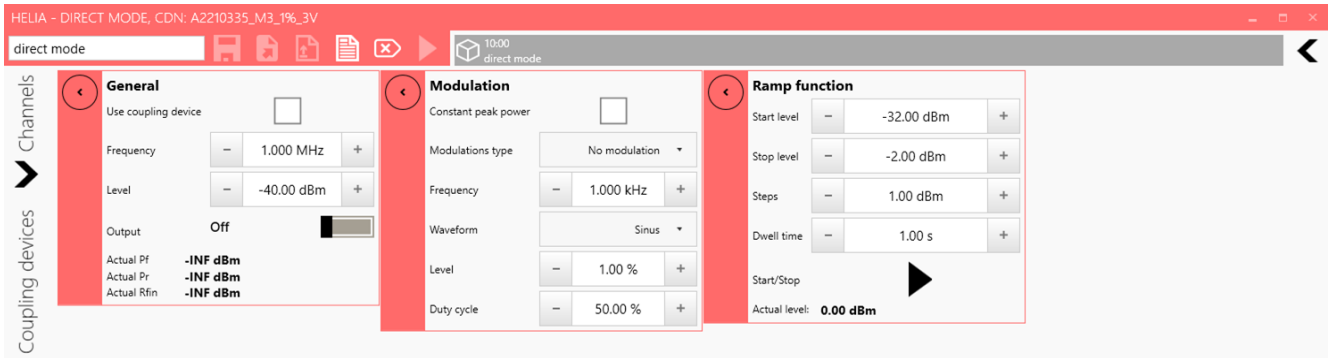 HELIA - DIRECT MODE, CDN: A2210335_M3_1%_3V
direct mode
10:00
direct mode
Channels
Coupling devices
General
Use coupling device
Frequency - 1.000 MHz +
Level - -40.00 dBm +
Output Off
Actual Pf -INF dBm
Actual Pr -INF dBm
Actual Rfin -INF dBm
Modulation
Constant peak power
Modulations type No modulation
Frequency - 1.000 kHz +
Waveform Sinus
Level - 1.00 % +
Duty cycle - 50.00 % +
Ramp function
Start level - -32.00 dBm +
Stop level - -2.00 dBm +
Steps - 1.00 dBm +
Dwell time - 1.00 s +
Start/Stop
Actual level: 0.00 dBm